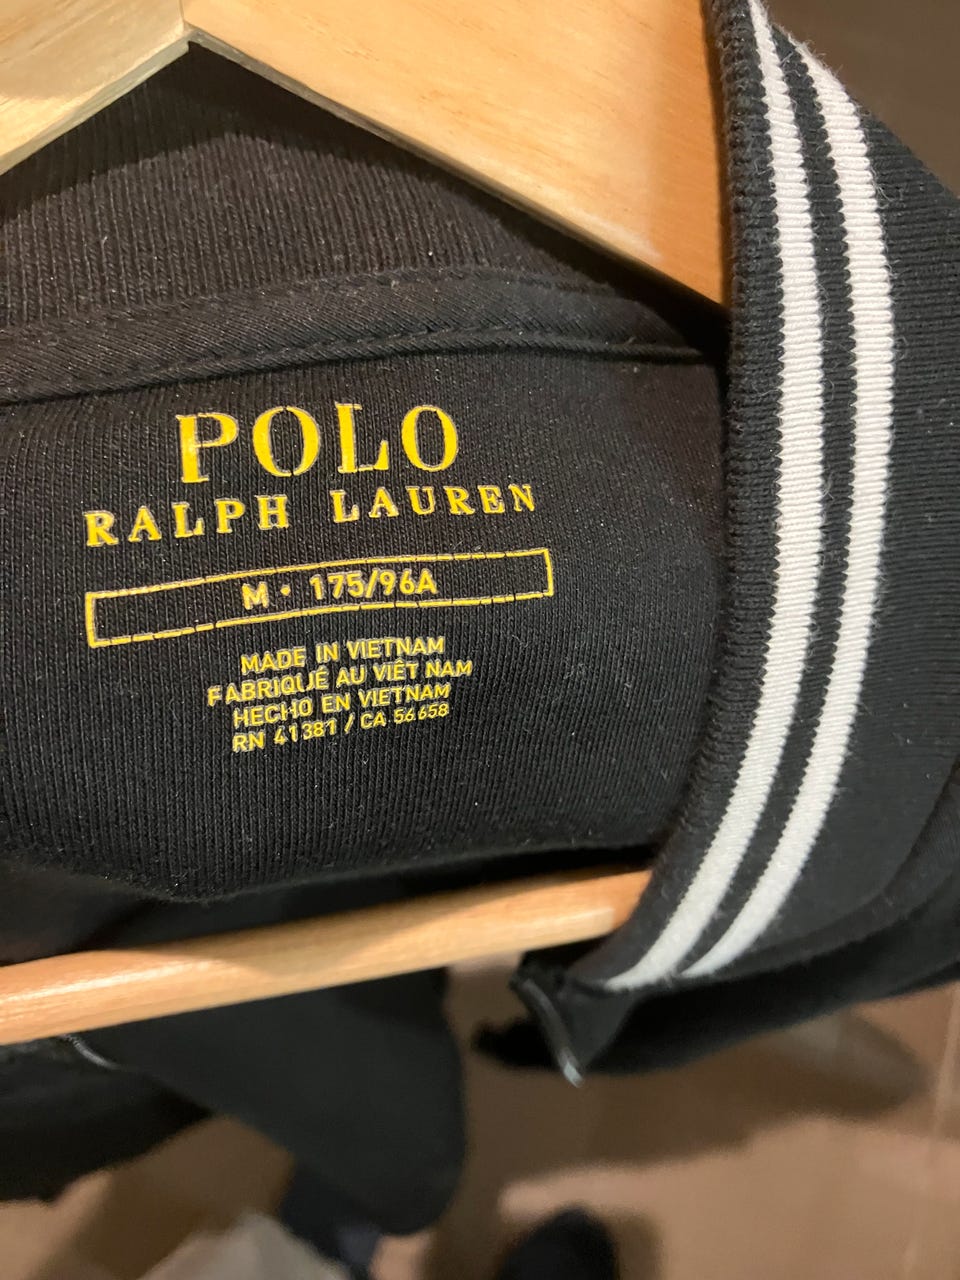 POLO
RALPH LAUREN
M · 175/96A
MADE IN VIETNAM
FABRIQUÉ AU VIÊT NAM
HECHO EN VIETNAM
RN 41381 / CA 56658